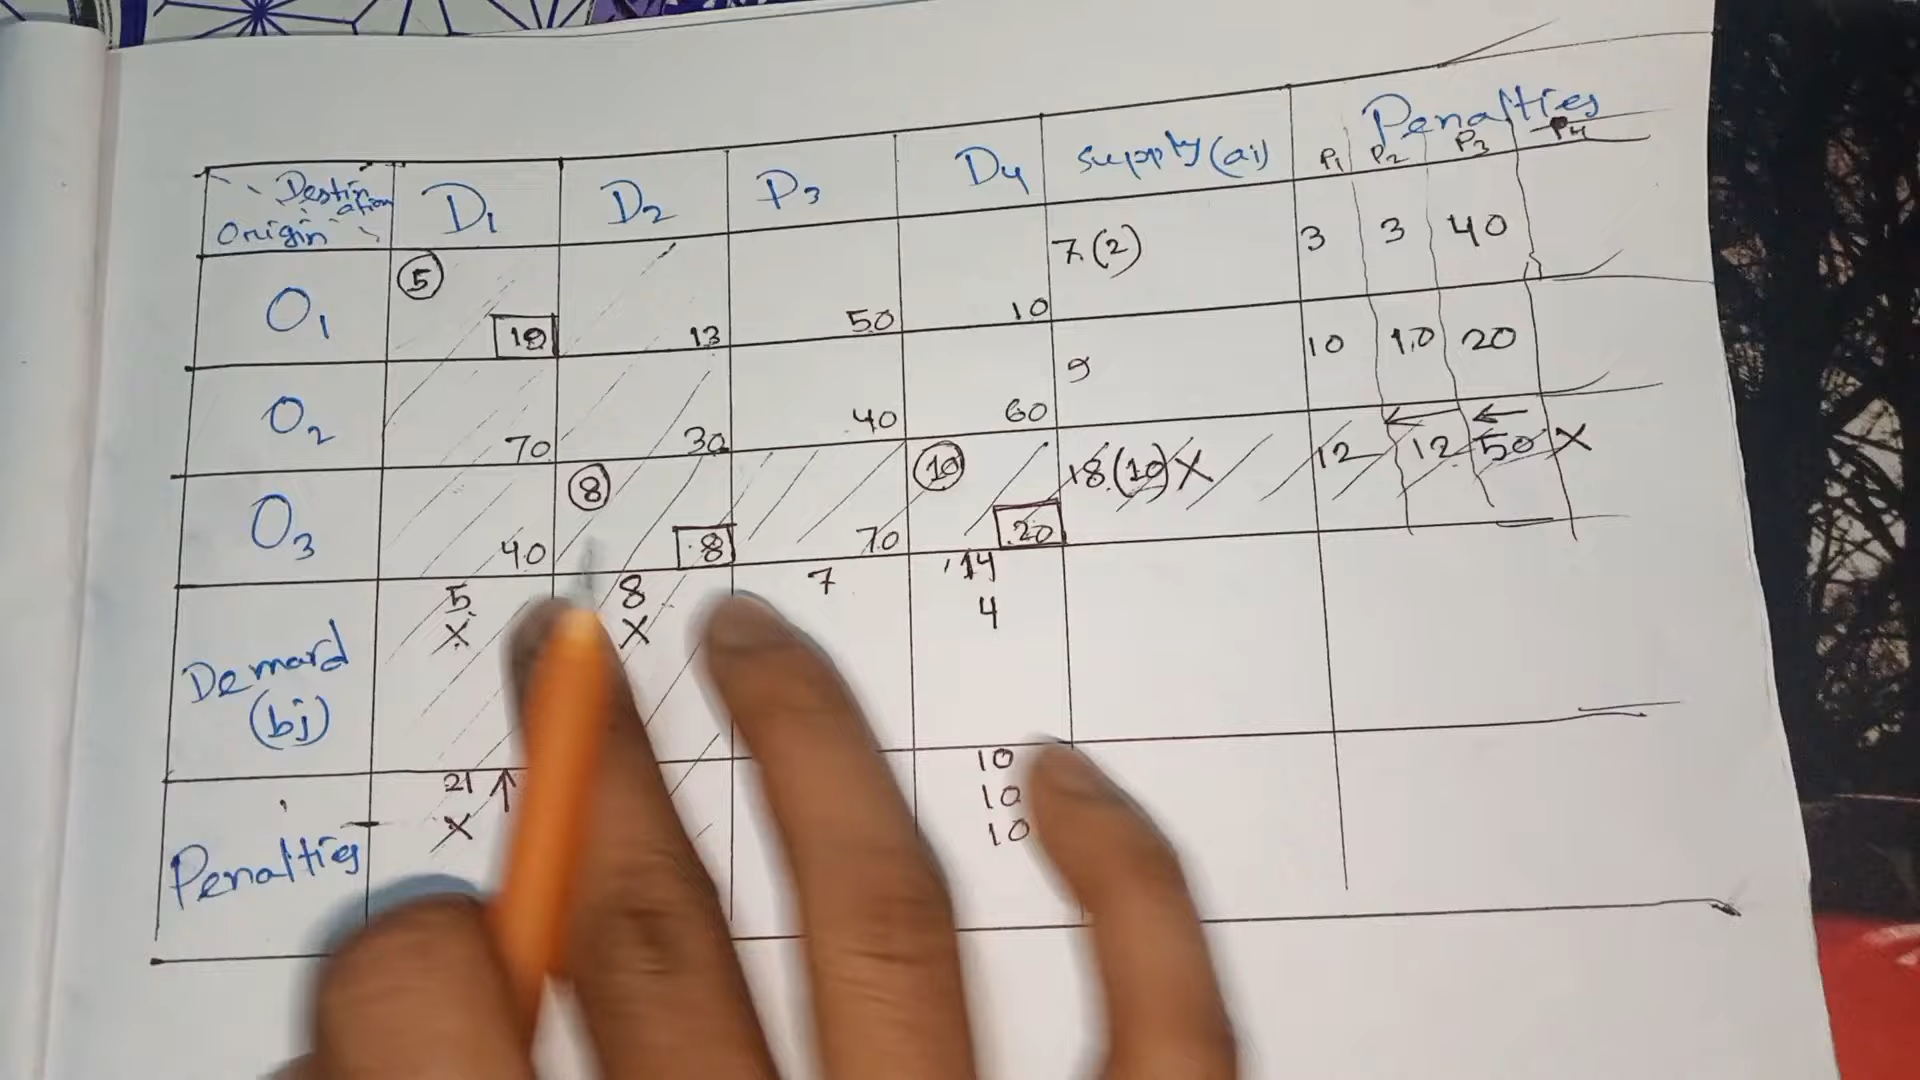 Penalties
Destination
Origin
D1 D2 D3 D4 supply (ai) P1 P2 P3 P4
O1 5 10 13 50 10 7 (2) 3 3 40
O2 70 30 40 60 9 10 10 20
O3 40 8 8 70 10 20 18 (10) X 12 12 50 X
Demand
(bj)
5 8 7 14
X X 4
Penalties
21 ↑ 10
X 10
10